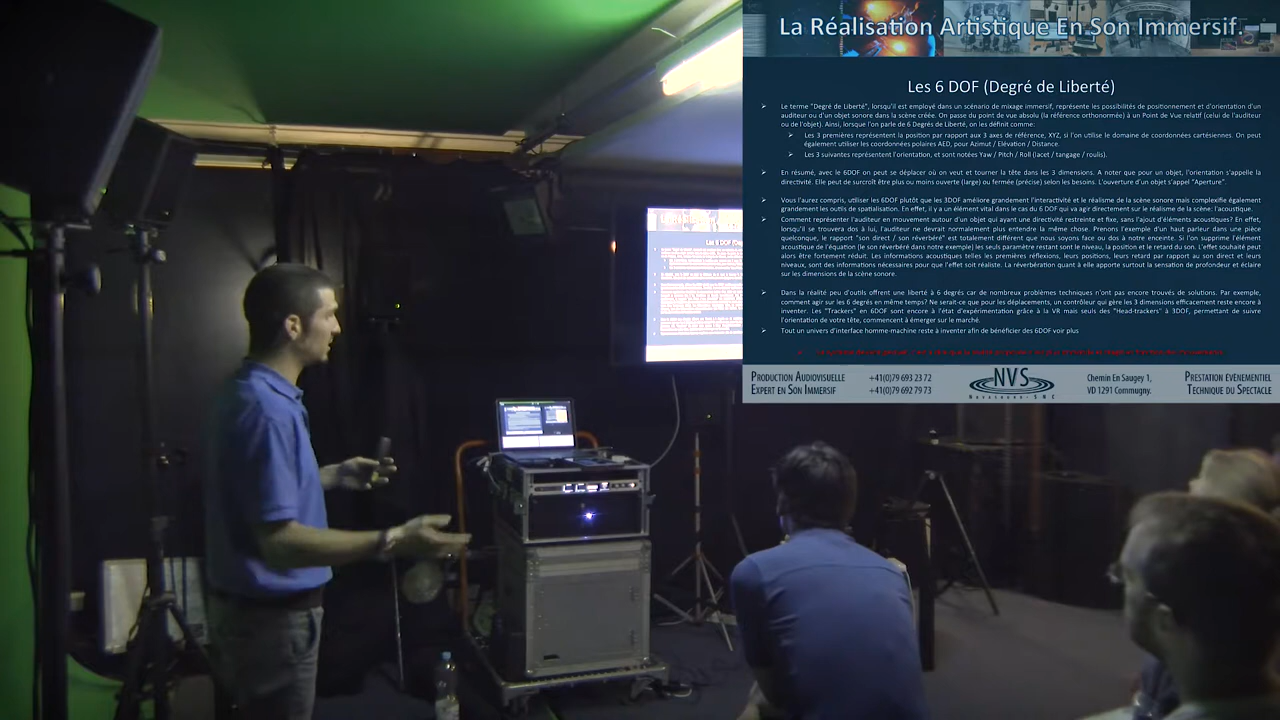 La Réalisation Artistique En Son Immersif.
Les 6 DOF (Degré de Liberté)
➤ Le terme "Degré de Liberté", lorsqu'il est employé dans un scénario de mixage immersif, représente les possibilités de positionnement et d'orientation d'un
auditeur ou d'un objet sonore dans la scène créée. On passe du point de vue absolu (la référence orthonormée) à un Point de Vue relatif (celui de l'auditeur
ou de l'objet). Ainsi, lorsque l'on parle de 6 Degrés de Liberté, on les définit comme:
➤ Les 3 premières représentent la position par rapport aux 3 axes de référence, XYZ, si l'on utilise le domaine de coordonnées cartésiennes. On peut
également utiliser les coordonnées polaires AED, pour Azimut / Elévation / Distance.
➤ Les 3 suivantes représentent l'orientation, et sont notées Yaw / Pitch / Roll (lacet / tangage / roulis).
➤ En résumé, avec le 6DOF on peut se déplacer où on veut et tourner la tête dans les 3 dimensions. A noter que pour un objet, l'orientation s'appelle la
directivité. Elle peut de surcroît être plus ou moins ouverte (large) ou fermée (précise) selon les besoins. L'ouverture d'un objet s'appel "Aperture".
➤ Vous l'aurez compris, utiliser les 6DOF plutôt que les 3DOF améliore grandement l'interactivité et le réalisme de la scène sonore mais complexifie également
grandement les outils de spatialisation. En effet, il y a un élément vital dans le cas du 6 DOF qui va agir directement sur le réalisme de la scène: l'acoustique.
➤ Comment représenter l'auditeur en mouvement autour d'un objet qui ayant une directivité restreinte et fixe, sans l'ajout d'éléments acoustiques? En effet,
lorsqu'il se trouvera dos à lui, l'auditeur ne devrait normalement plus entendre la même chose. Prenons l'exemple d'un haut parleur dans une pièce
quelconque, le rapport "son direct / son réverbéré" est totalement différent que nous soyons face ou dos à notre enceinte. Si l'on supprime l'élément
acoustique de l'équation (le son réverbéré dans notre exemple) les seuls paramètre restant sont le niveau, la position et le retard du son. L'effet souhaité peut
alors être fortement réduit. Les informations acoustiques telles les premières réflexions, leurs positions, leurs retard par rapport au son direct et leurs
niveaux, sont des informations nécessaires pour que l'effet soit réaliste. La réverbération quant à elle apporte surtout la sensation de profondeur et éclaire
sur les dimensions de la scène sonore.
➤ Dans la réalité peu d'outils offrent une liberté à 6 degrés car de nombreux problèmes techniques n'ont pas encore trouvés de solutions. Par exemple,
comment agir sur les 6 degrés en même temps? Ne serait-ce que pour les déplacements, un contrôleur qui gère les 3 dimensions efficacement reste encore à
inventer. Les "Trackers" en 6DOF sont encore à l'état d'expérimentation grâce à la VR mais seuls des "Head-trackers" à 3DOF, permettant de suivre
l'orientation de votre tête, commencent à émerger sur le marché.
➤ Tout un univers d'interface homme-machine reste à inventer afin de bénéficier des 6DOF voir plus
PRODUCTION AUDIOVISUELLE
EXPERT EN SON IMMERSIF
+41(0)79 693 23 72
+41(0)79 692 79 73
NVS
Chemin En Saugey 1,
VD 1291 Commugny.
PRESTATION ÉVÈNEMENTIEL
TECHNIQUE DU SPECTACLE